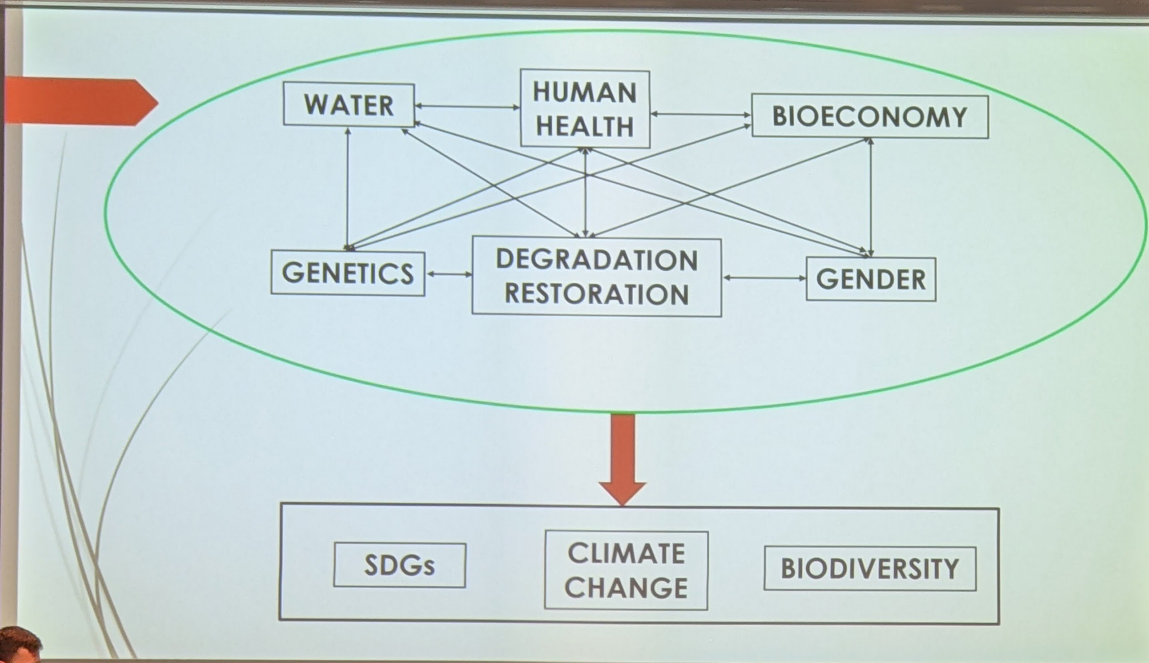 WATER
HUMAN
HEALTH
BIOECONOMY
GENETICS
DEGRADATION
RESTORATION
GENDER
SDGs
CLIMATE
CHANGE
BIODIVERSITY